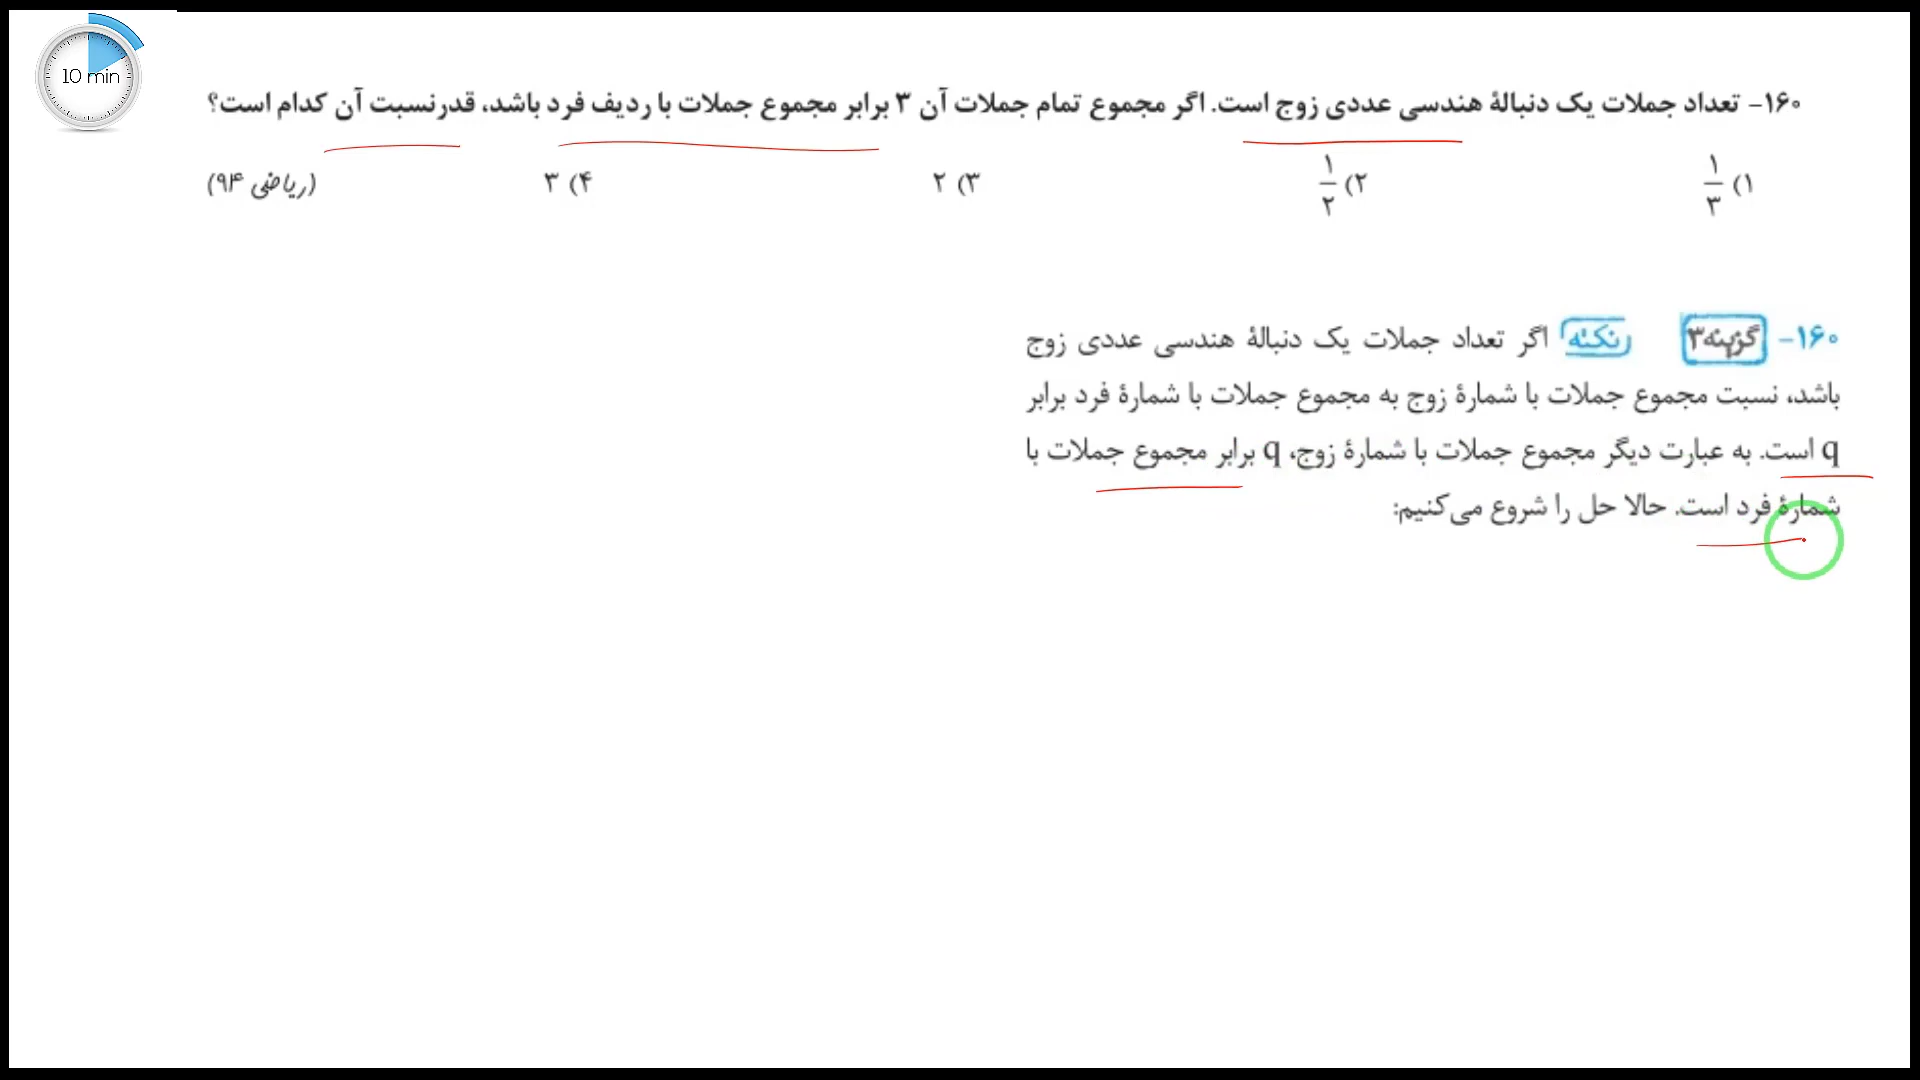 10 min
۱۶۰- تعداد جملات یک دنبالهٔ هندسی عددی زوج است. اگر مجموع تمام جملات آن ۳ برابر مجموع جملات با ردیف فرد باشد، قدرنسبت آن کدام است؟
۱) ۱/۳ ۲) ۱/۲ ۳) ۲ ۴) ۳ (ریاضی ۹۴)
۱۶۰- گزینه۳ نکته اگر تعداد جملات یک دنبالهٔ هندسی عددی زوج
باشد، نسبت مجموع جملات با شمارهٔ زوج به مجموع جملات با شمارهٔ فرد برابر
q است. به عبارت دیگر مجموع جملات با شمارهٔ زوج، q برابر مجموع جملات با
شمارهٔ فرد است. حالا حل را شروع می‌کنیم: